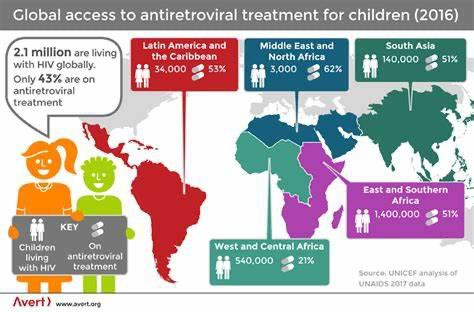 Global access to antiretroviral treatment for children (2016)
2.1 million are living
with HIV globally.
Only 43% are on
antiretroviral
treatment
Latin America and
the Caribbean
34,000 53%
Middle East and
North Africa
3,000 62%
South Asia
140,000 51%
East and Southern
Africa
1,400,000 51%
West and Central Africa
540,000 21%
KEY
Children
living
with HIV
On
antiretroviral
treatment
Source: UNICEF analysis of
UNAIDS 2017 data
Avert www.avert.org